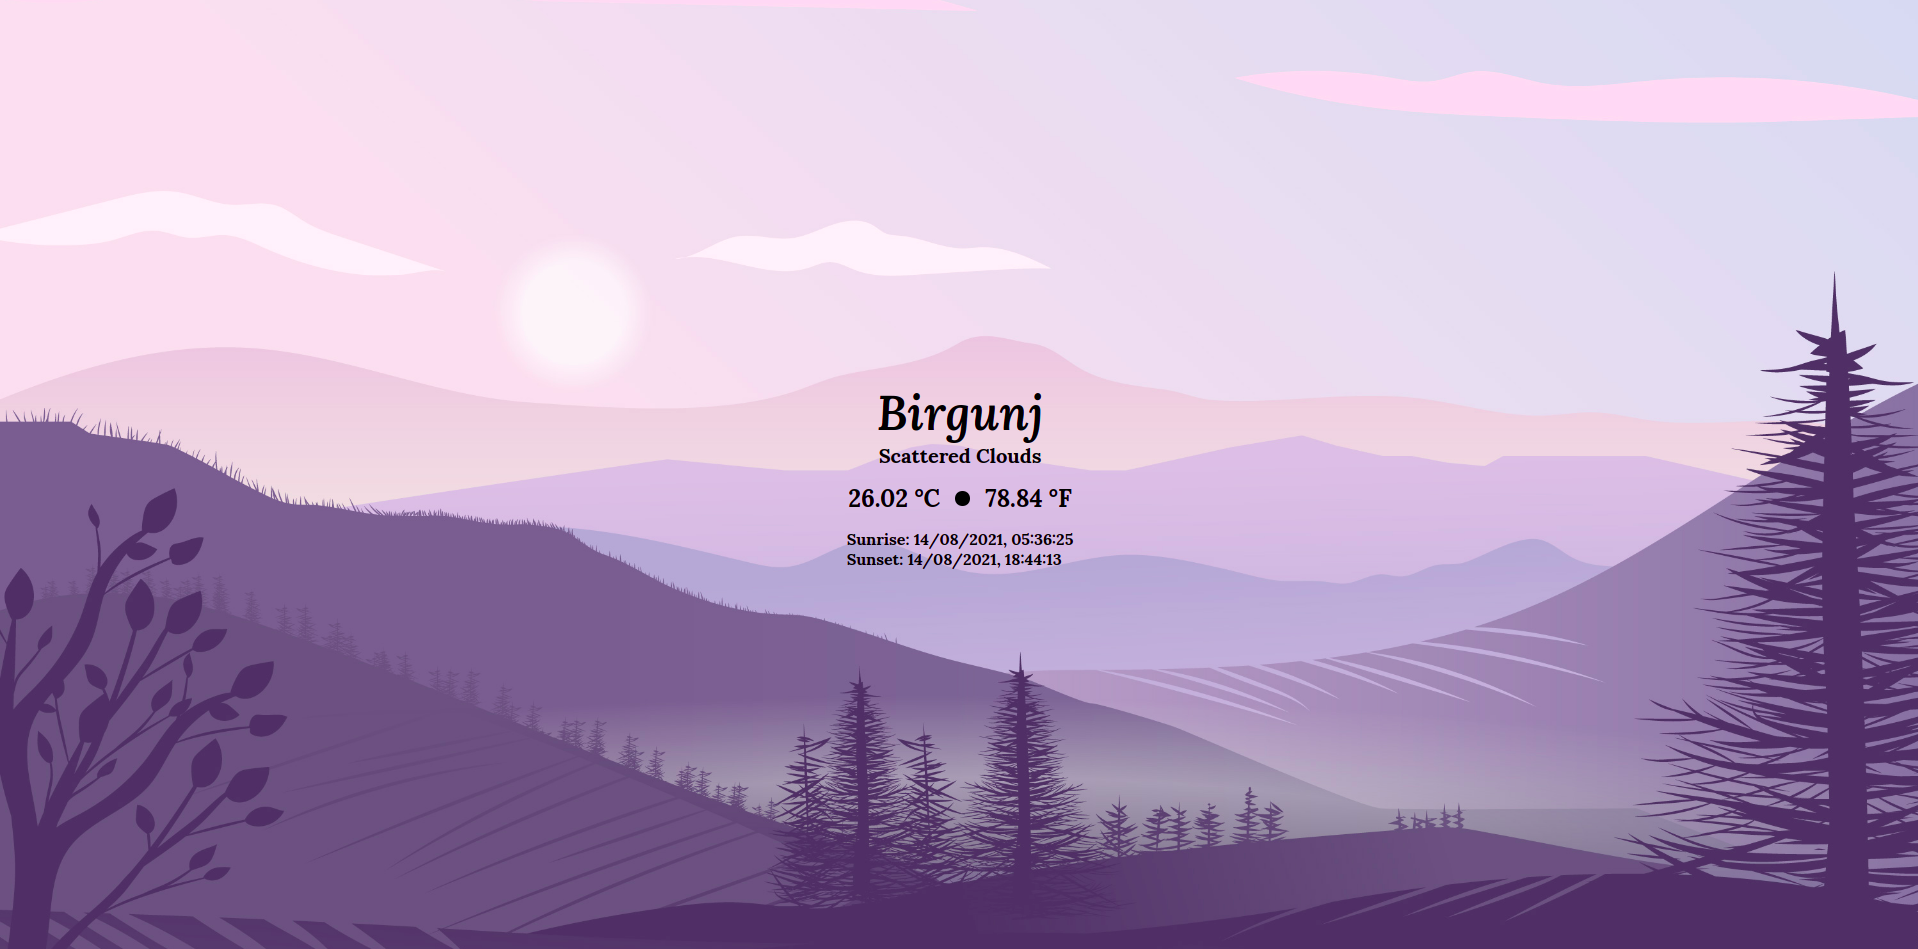 Birgunj
Scattered Clouds
26.02 °C ● 78.84 °F
Sunrise: 14/08/2021, 05:36:25
Sunset: 14/08/2021, 18:44:13